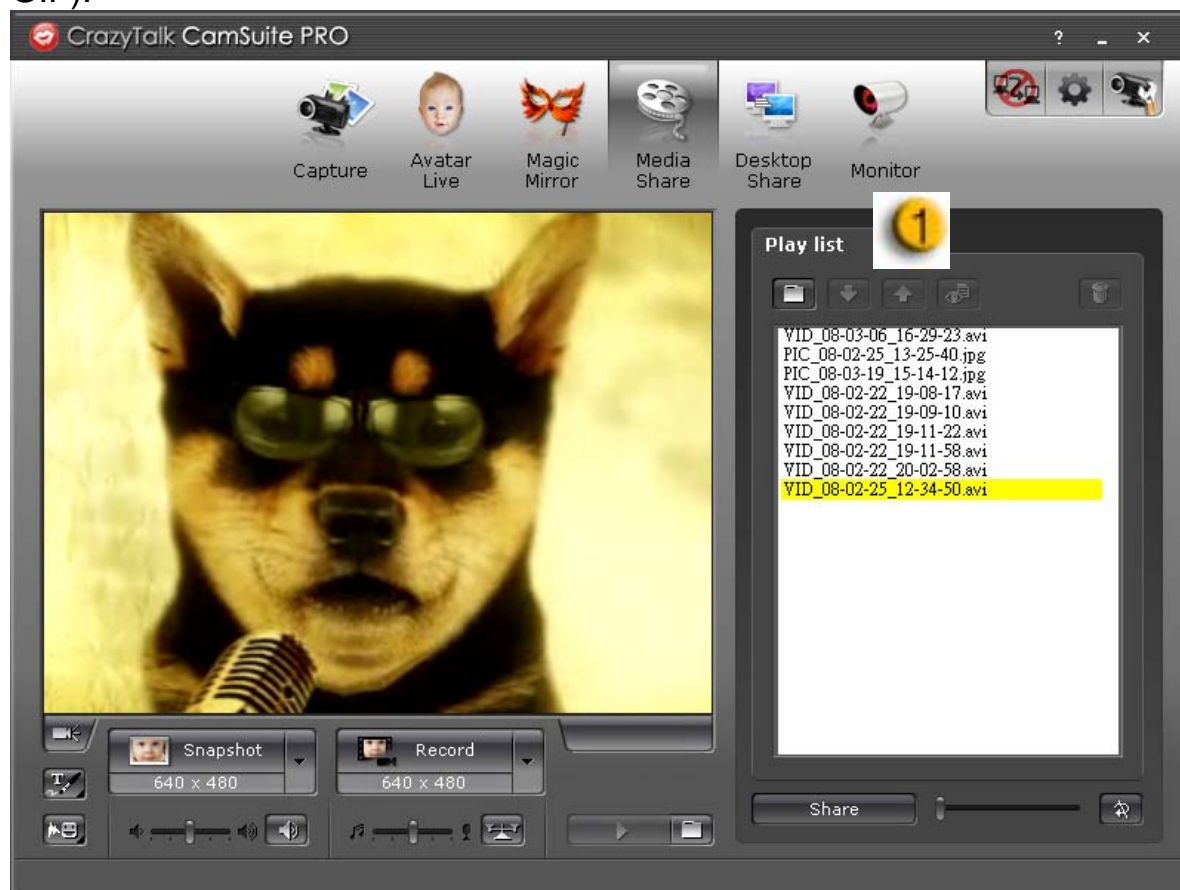 CrazyTalk CamSuite PRO
? _ ×
Capture
Avatar Live
Magic Mirror
Media Share
Desktop Share
Monitor
1
Play list
VID_08-03-06_16-29-23.avi
PIC_08-02-25_13-25-40.jpg
PIC_08-03-19_15-14-12.jpg
VID_08-02-22_19-08-17.avi
VID_08-02-22_19-09-10.avi
VID_08-02-22_19-11-22.avi
VID_08-02-22_19-11-58.avi
VID_08-02-22_20-02-58.avi
VID_08-02-25_12-34-50.avi
Snapshot
640 x 480
Record
640 x 480
Share